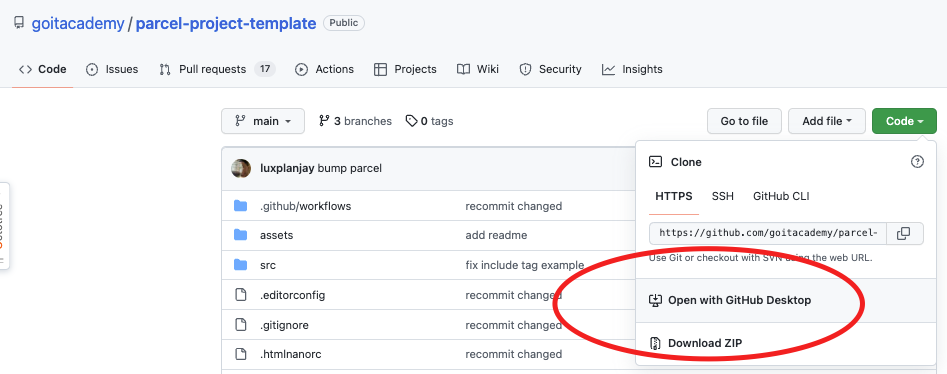 goitacademy / parcel-project-template Public
Code Issues Pull requests 17 Actions Projects Wiki Security Insights
main 3 branches 0 tags Go to file Add file Code
luxplanjay bump parcel
.github/workflows recommit changed
assets add readme
src fix include tag example
.editorconfig recommit changed
.gitignore recommit changed
.htmlnanorc recommit changed
Clone
HTTPS SSH GitHub CLI
https://github.com/goitacademy/parcel-
Use Git or checkout with SVN using the web URL.
Open with GitHub Desktop
Download ZIP